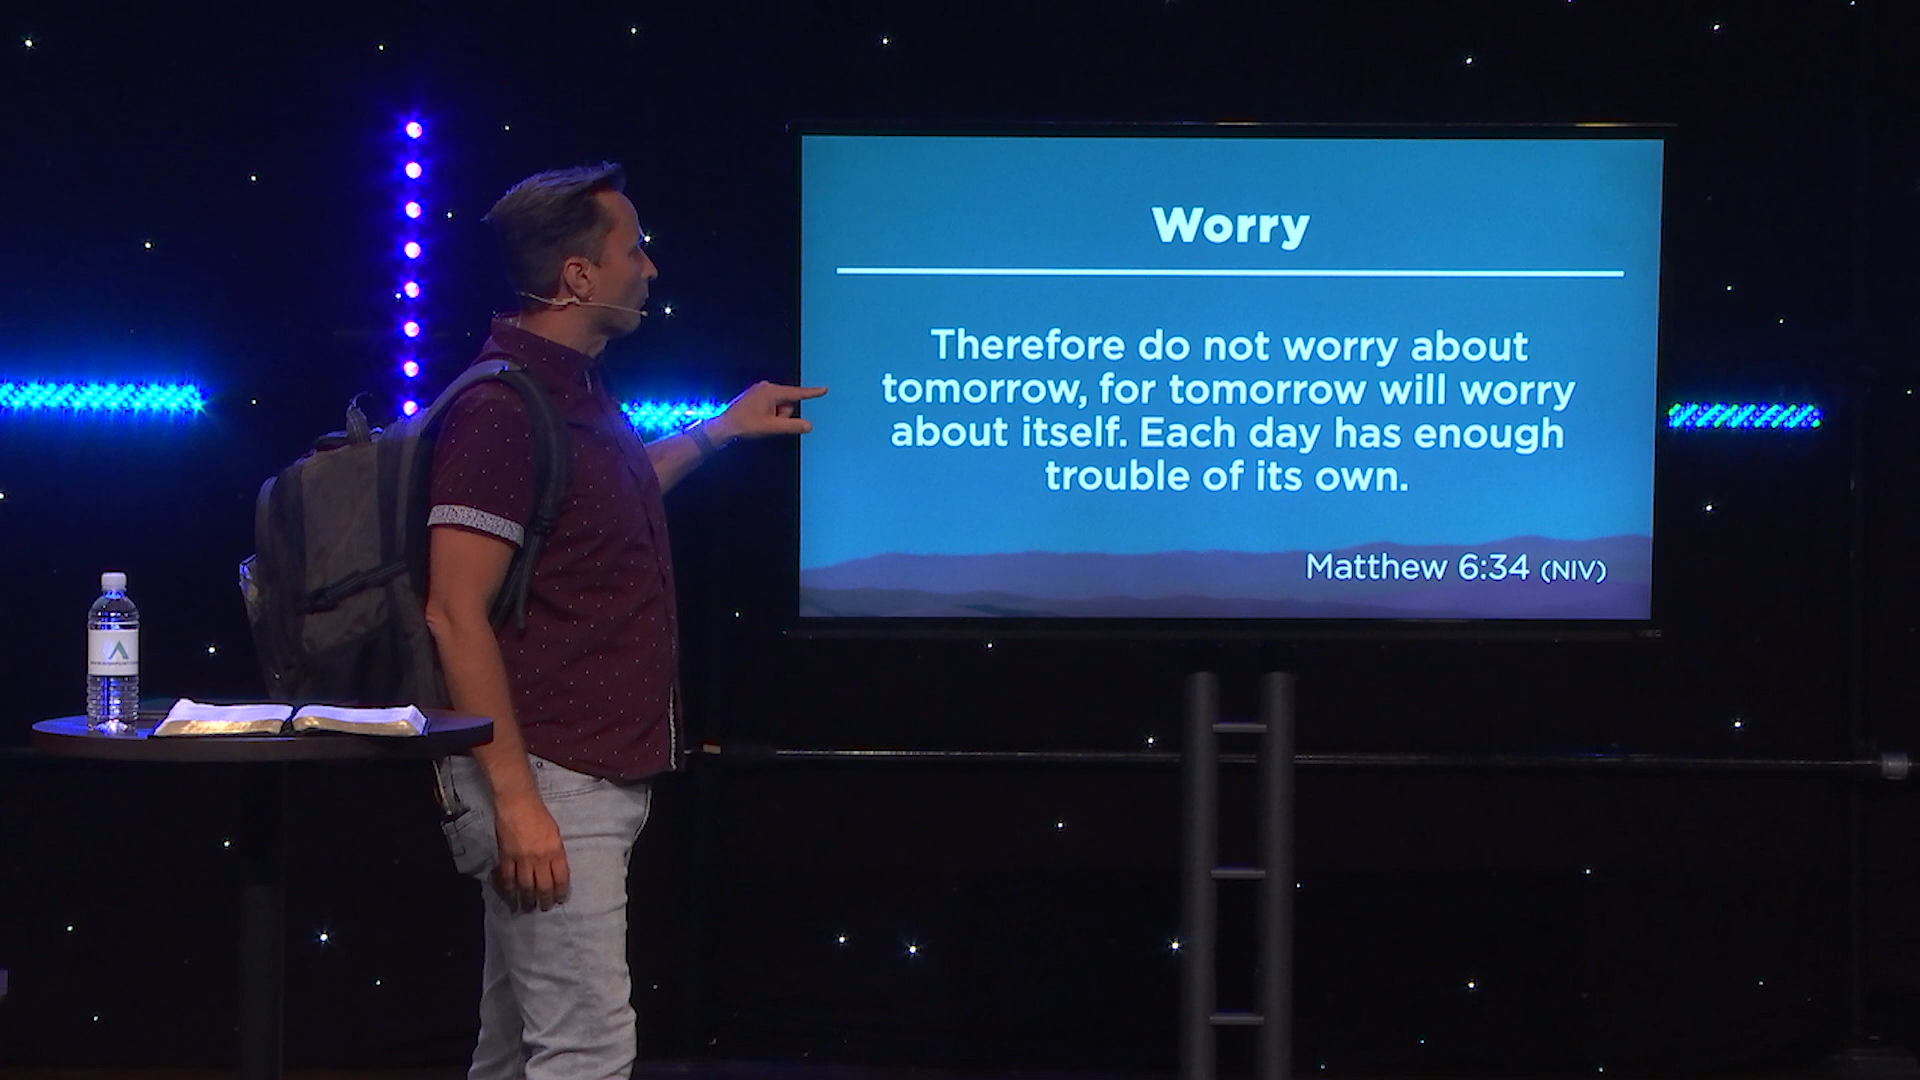 Worry
Therefore do not worry about
tomorrow, for tomorrow will worry
about itself. Each day has enough
trouble of its own.
Matthew 6:34 (NIV)